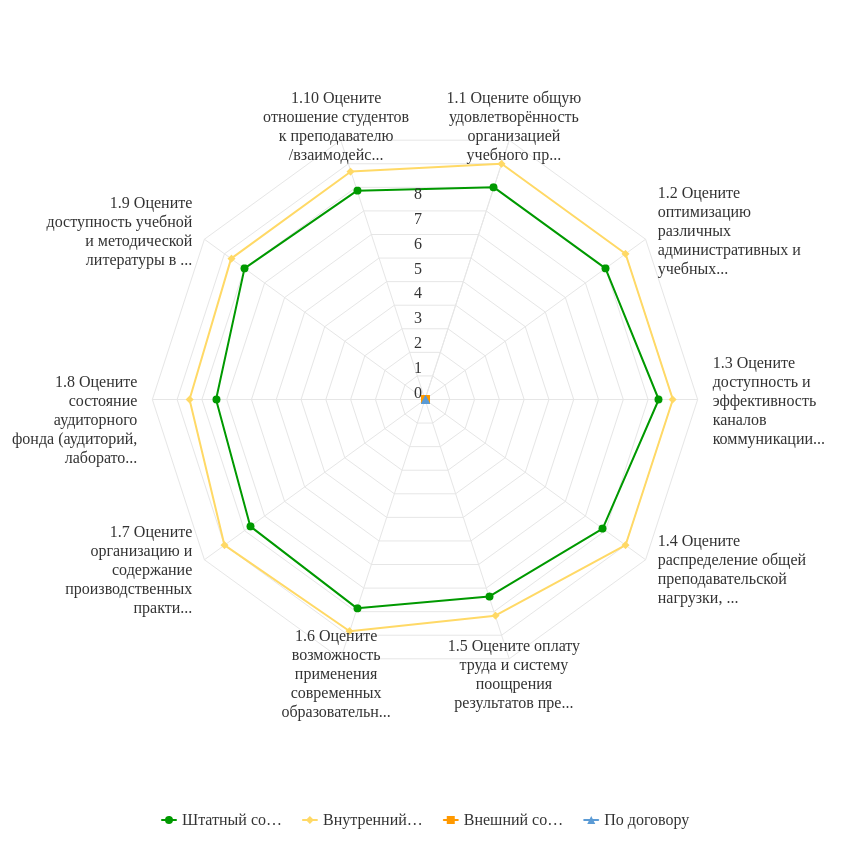 1.10 Оцените
отношение студентов
к преподавателю
/взаимодейс...
1.1 Оцените общую
удовлетворённость
организацией
учебного пр...
1.2 Оцените
оптимизацию
различных
административных и
учебных...
1.3 Оцените
доступность и
эффективность
каналов
коммуникации...
1.4 Оцените
распределение общей
преподавательской
нагрузки, ...
1.5 Оцените оплату
труда и систему
поощрения
результатов пре...
1.6 Оцените
возможность
применения
современных
образовательн...
1.7 Оцените
организацию и
содержание
производственных
практи...
1.8 Оцените
состояние
аудиторного
фонда (аудиторий,
лаборато...
1.9 Оцените
доступность учебной
и методической
литературы в ...
8
7
6
5
4
3
2
1
0
Штатный со… Внутренний… Внешний со… По договору